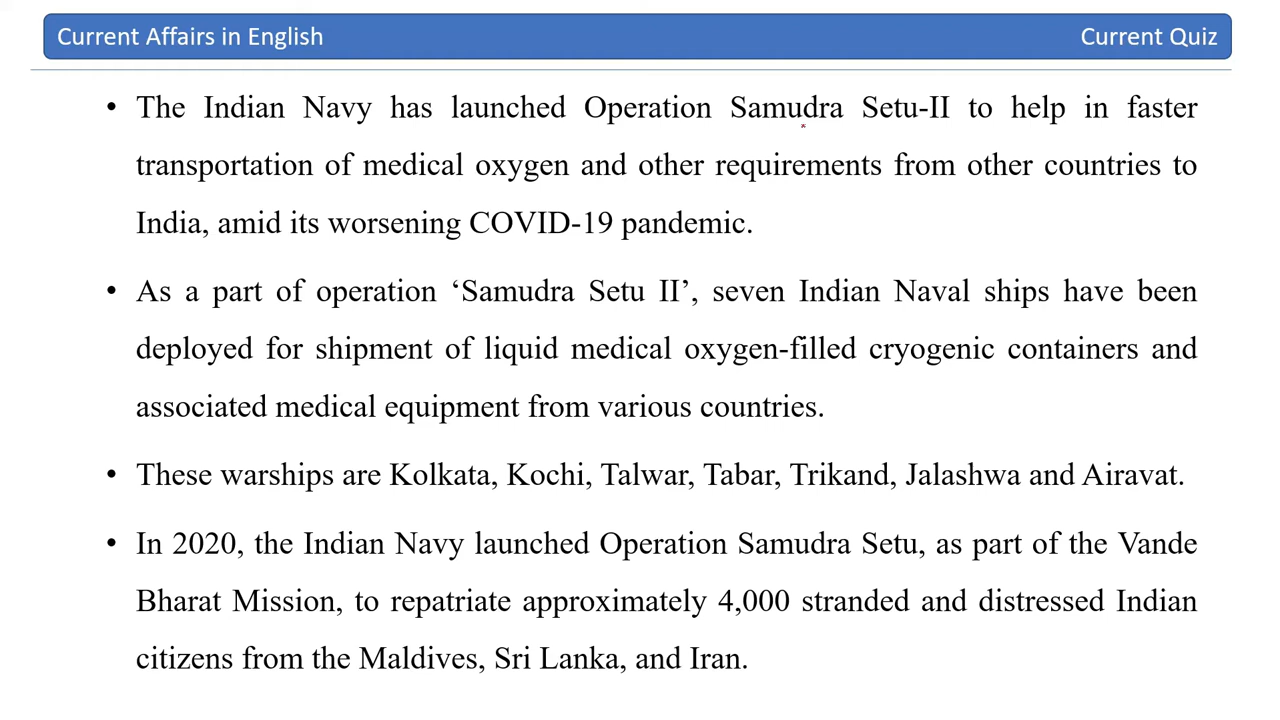 Current Affairs in English
Current Quiz
• The Indian Navy has launched Operation Samudra Setu-II to help in faster
transportation of medical oxygen and other requirements from other countries to
India, amid its worsening COVID-19 pandemic.
• As a part of operation ‘Samudra Setu II’, seven Indian Naval ships have been
deployed for shipment of liquid medical oxygen-filled cryogenic containers and
associated medical equipment from various countries.
• These warships are Kolkata, Kochi, Talwar, Tabar, Trikand, Jalashwa and Airavat.
• In 2020, the Indian Navy launched Operation Samudra Setu, as part of the Vande
Bharat Mission, to repatriate approximately 4,000 stranded and distressed Indian
citizens from the Maldives, Sri Lanka, and Iran.